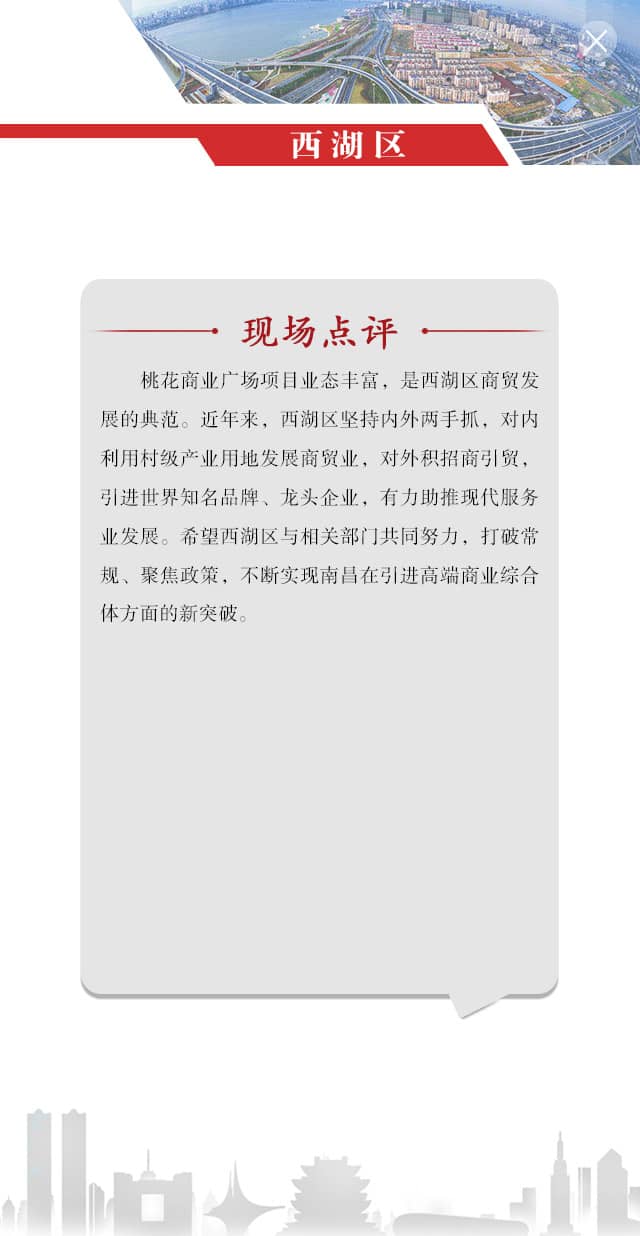 西湖区
现场点评
桃花商业广场项目业态丰富，是西湖区商贸发
展的典范。近年来，西湖区坚持内外两手抓，对内
利用村级产业用地发展商贸业，对外积招商引贸，
引进世界知名品牌、龙头企业，有力助推现代服务
业发展。希望西湖区与相关部门共同努力，打破常
规、聚焦政策，不断实现南昌在引进高端商业综合
体方面的新突破。